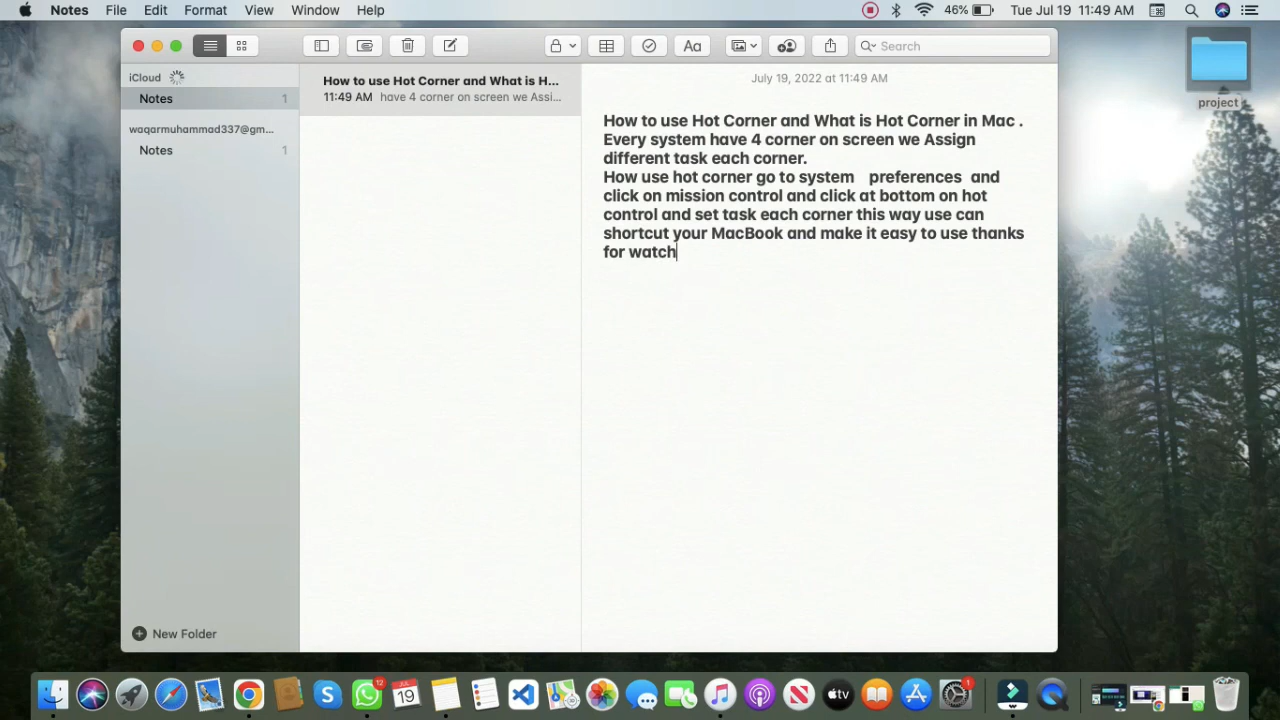 Notes File Edit Format View Window Help 46% Tue Jul 19 11:49 AM
Search
project
iCloud
Notes 1
waqarmuhammad337@gm...
Notes 1
New Folder
How to use Hot Corner and What is H...
11:49 AM have 4 corner on screen we Assi...
July 19, 2022 at 11:49 AM
How to use Hot Corner and What is Hot Corner in Mac .
Every system have 4 corner on screen we Assign
different task each corner.
How use hot corner go to system preferences and
click on mission control and click at bottom on hot
control and set task each corner this way use can
shortcut your MacBook and make it easy to use thanks
for watch
Aa
12
JUL
19
tv
1